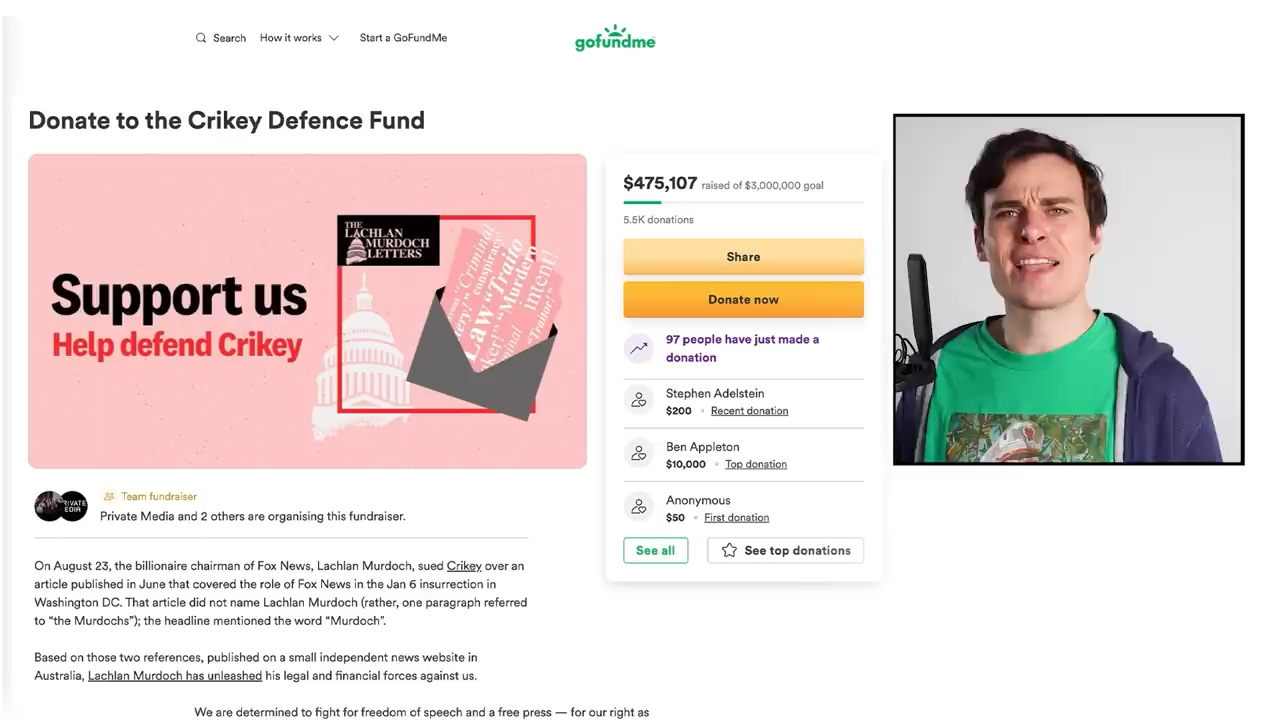 Search How it works Start a GoFundMe
gofundme
Donate to the Crikey Defence Fund
THE
LACHLAN
MURDOCH
LETTERS
Support us
Help defend Crikey
Criminal
conspiracy
Law
"Traito
"Murder
intent!
"Traitor!"
$475,107 raised of $3,000,000 goal
5.5K donations
Share
Donate now
97 people have just made a
donation
Stephen Adelstein
$200 • Recent donation
Ben Appleton
$10,000 • Top donation
Anonymous
$50 • First donation
See all
See top donations
Team fundraiser
Private Media and 2 others are organising this fundraiser.
On August 23, the billionaire chairman of Fox News, Lachlan Murdoch, sued Crikey over an
article published in June that covered the role of Fox News in the Jan 6 insurrection in
Washington DC. That article did not name Lachlan Murdoch (rather, one paragraph referred
to “the Murdochs”); the headline mentioned the word “Murdoch”.
Based on those two references, published on a small independent news website in
Australia, Lachlan Murdoch has unleashed his legal and financial forces against us.
We are determined to fight for freedom of speech and a free press — for our right as